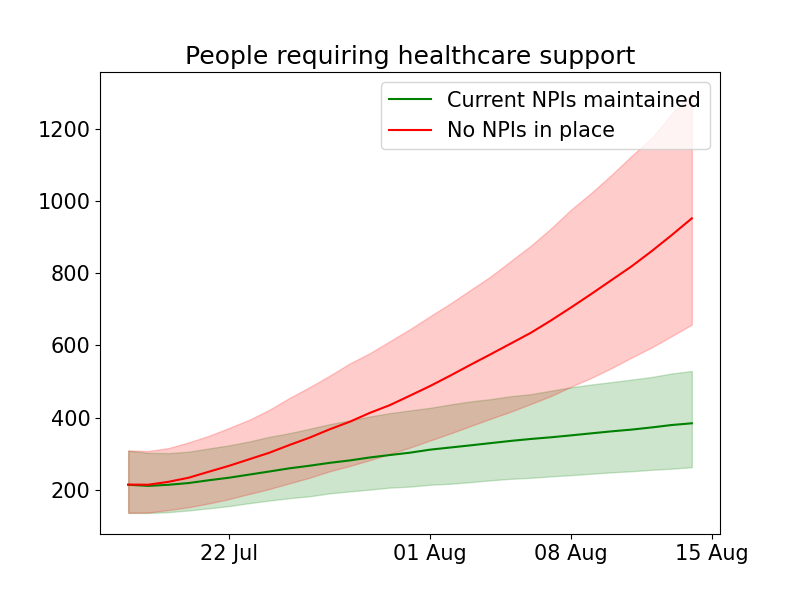 People requiring healthcare support
Current NPIs maintained
No NPIs in place
1200
1000
800
600
400
200
22 Jul
01 Aug
08 Aug
15 Aug